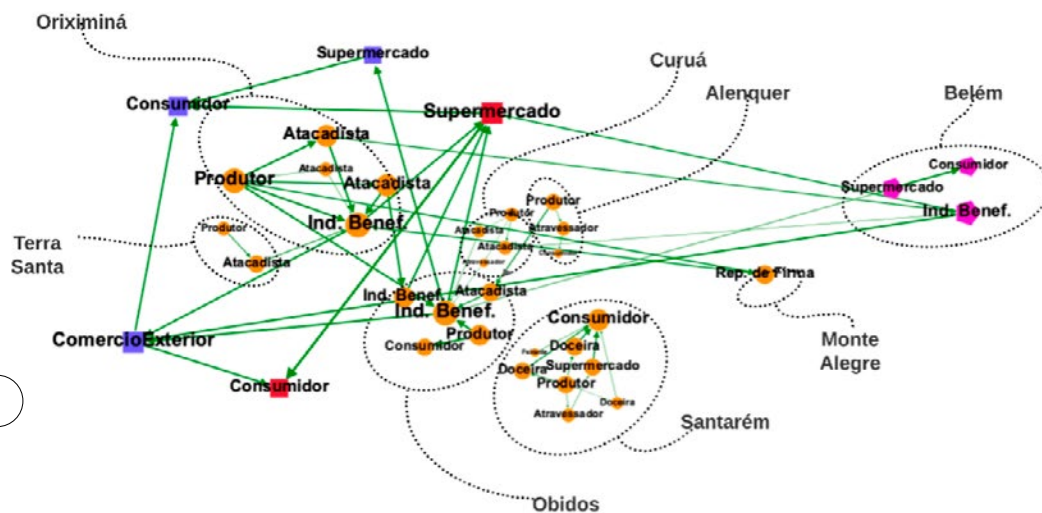 Oriximiná
Supermercado
Curuá
Alenquer
Belém
Consumidor
Supermercado
Atacadista
Consumidor
Atacadista
Supermercado
Produtor
Atacadista
Produtor
Ind. Benef.
Ind. Benef.
Produtor
Produtor
Atacadista
Atravessador
Terra
Santa
Atacadista
Atacadista
Rep. de Firma
Ind. Benef.
Atacadista
Ind. Benef.
Consumidor
ComercioExterior
Produtor
Consumidor
Doceira
Monte
Alegre
Supermercado
Doceira
Consumidor
Produtor
Doceira
Atravessador
Santarém
Obidos